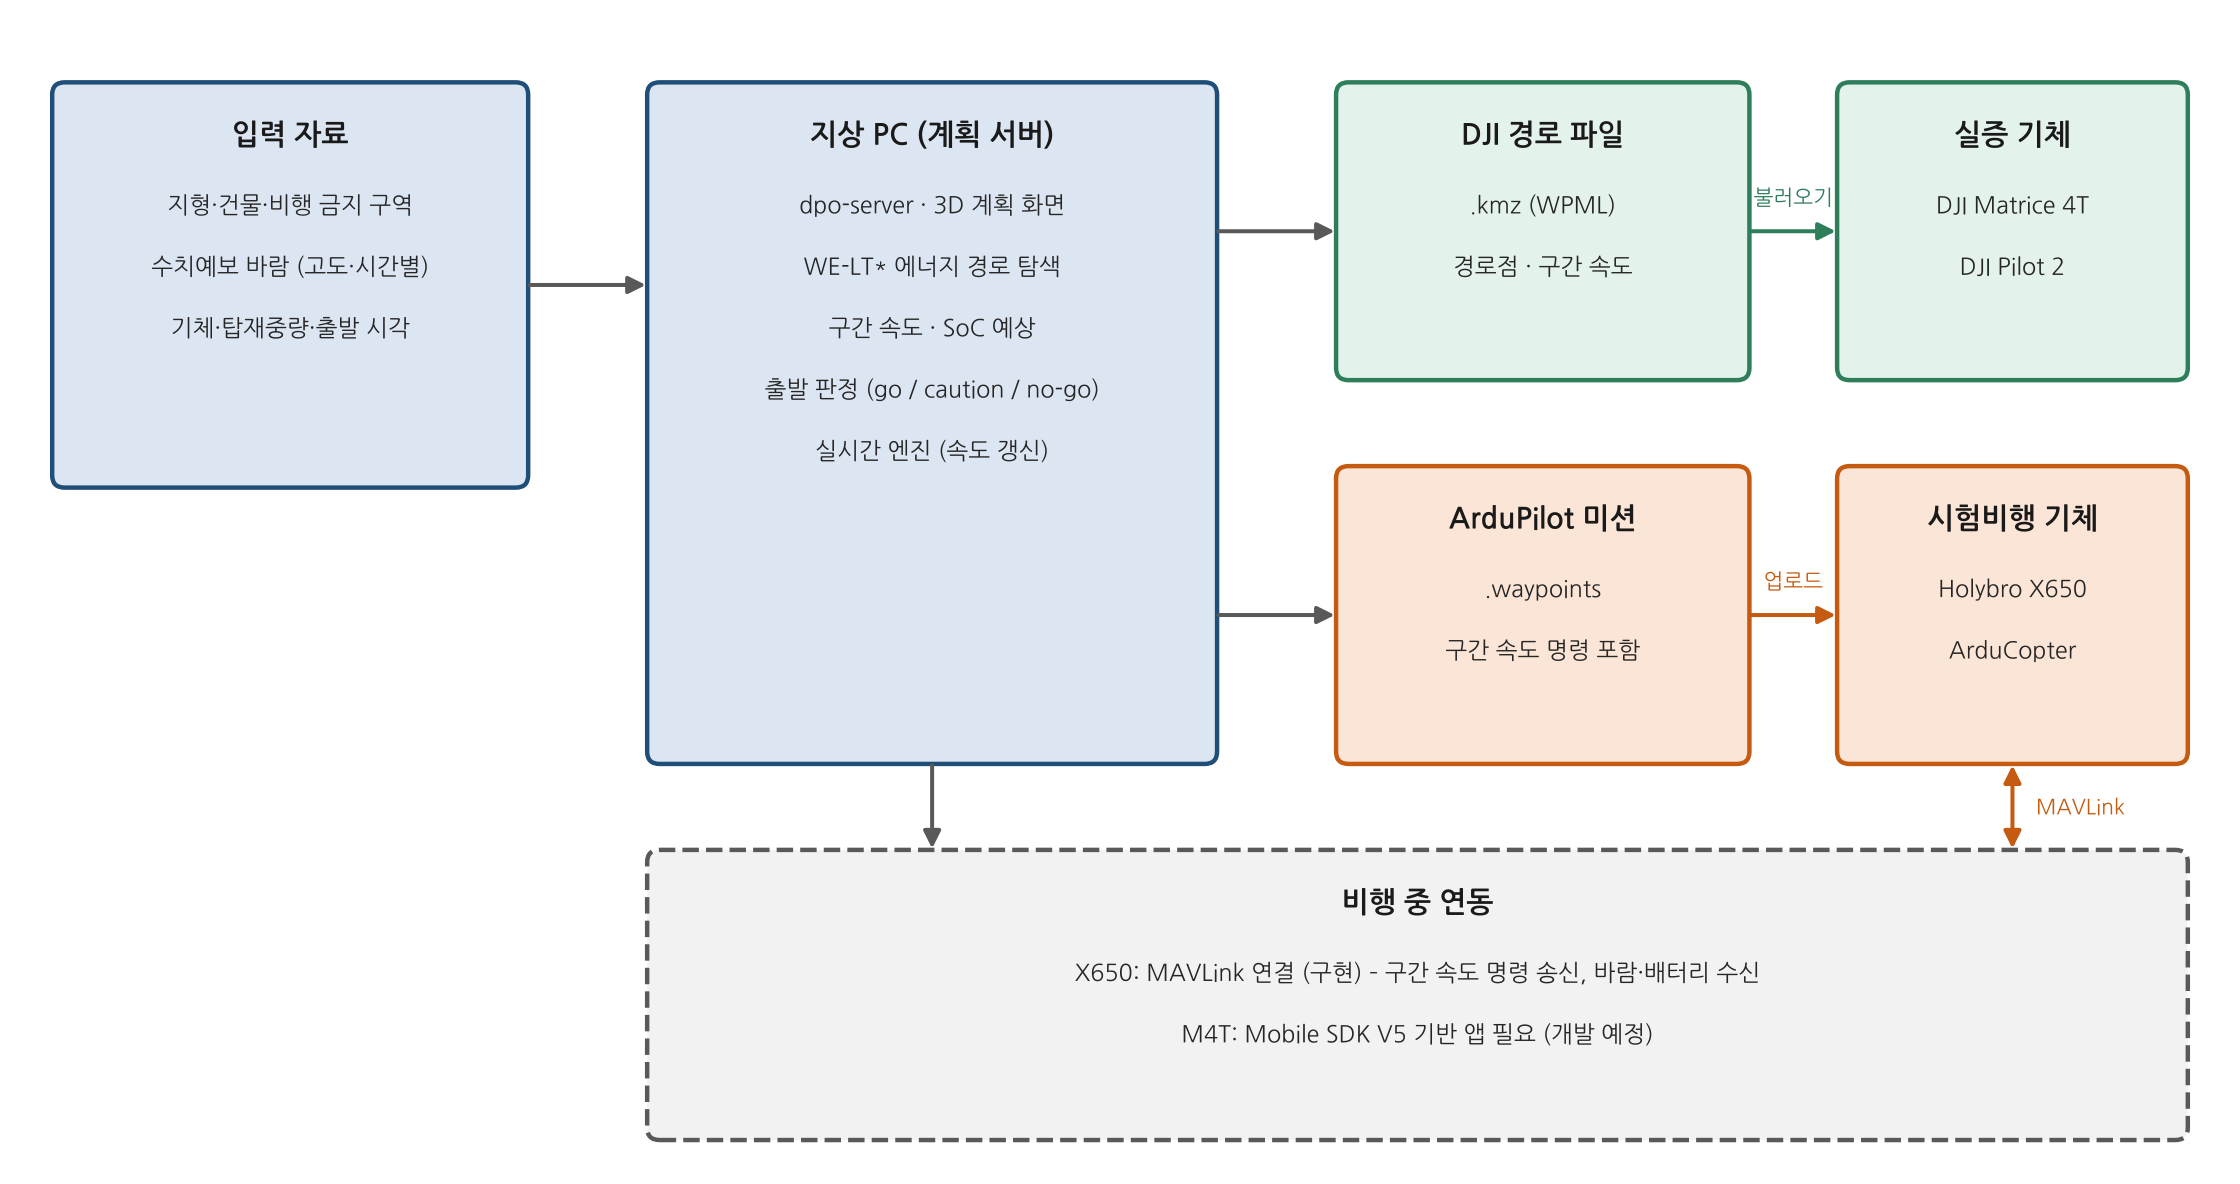 입력 자료
지형·건물·비행 금지 구역
수치예보 바람 (고도·시간별)
기체·탑재중량·출발 시각
지상 PC (계획 서버)
dpo-server · 3D 계획 화면
WE-LT* 에너지 경로 탐색
구간 속도 · SoC 예상
출발 판정 (go / caution / no-go)
실시간 엔진 (속도 갱신)
DJI 경로 파일
.kmz (WPML)
경로점 · 구간 속도
불러오기
실증 기체
DJI Matrice 4T
DJI Pilot 2
ArduPilot 미션
.waypoints
구간 속도 명령 포함
업로드
시험비행 기체
Holybro X650
ArduCopter
MAVLink
비행 중 연동
X650: MAVLink 연결 (구현) - 구간 속도 명령 송신, 바람·배터리 수신
M4T: Mobile SDK V5 기반 앱 필요 (개발 예정)